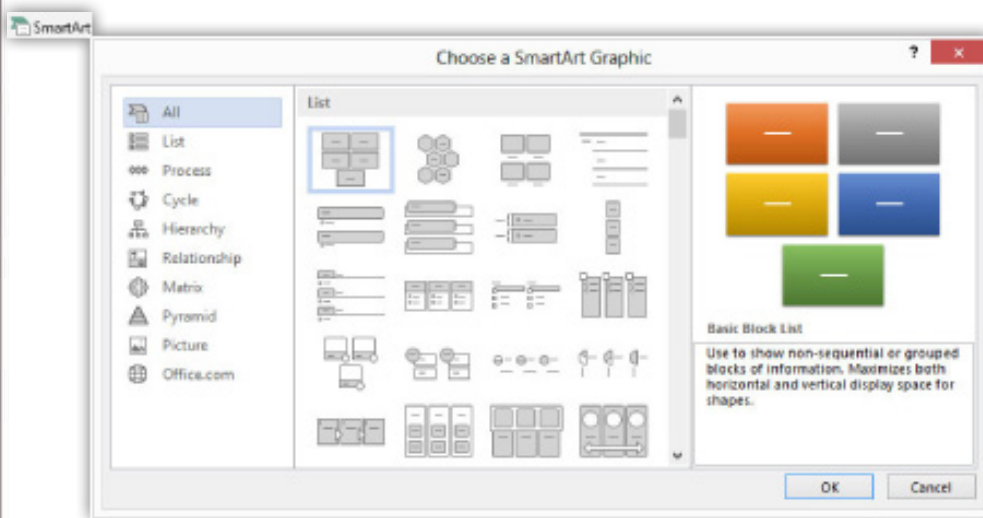 SmartArt
Choose a SmartArt Graphic
?
All
List
Process
Cycle
Hierarchy
Relationship
Matrix
Pyramid
Picture
Office.com
List
Basic Block List
Use to show non-sequential or grouped
blocks of information. Maximizes both
horizontal and vertical display space for
shapes.
OK
Cancel